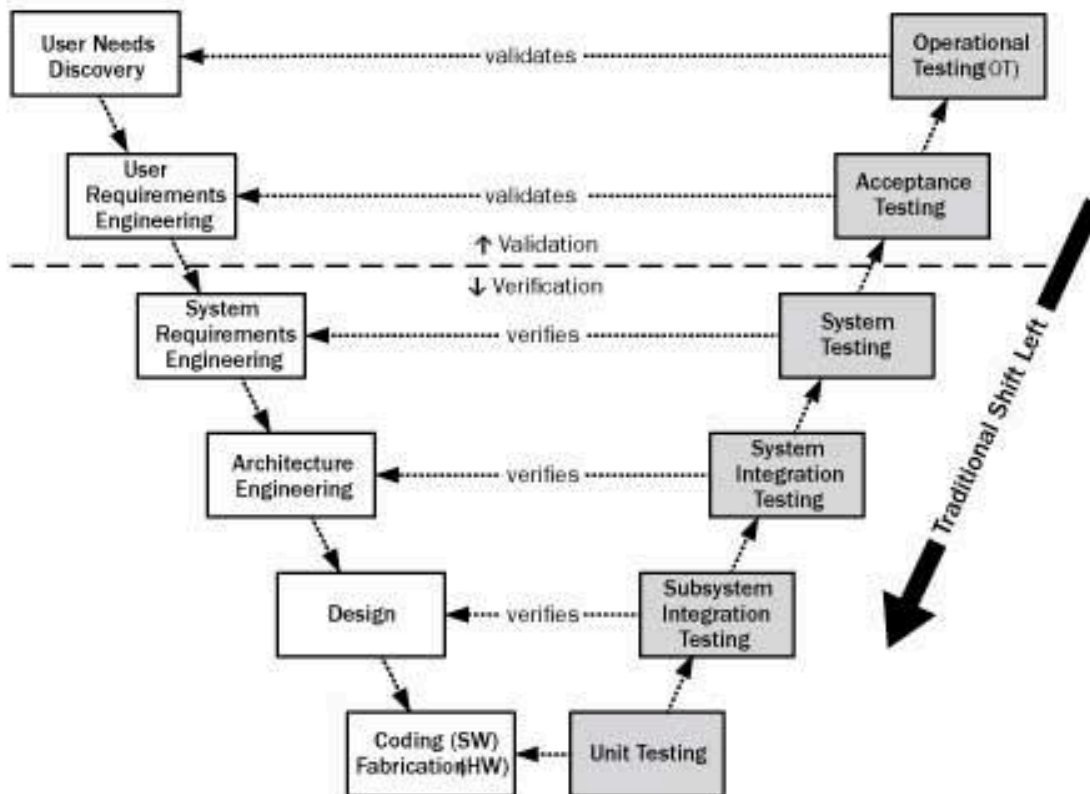 User Needs
Discovery
validates
Operational
Testing(OT)
User
Requirements
Engineering
validates
Acceptance
Testing
↑ Validation
↓ Verification
System
Requirements
Engineering
verifies
System
Testing
Traditional Shift Left
Architecture
Engineering
verifies
System
Integration
Testing
Design
verifies
Subsystem
Integration
Testing
Coding (SW)
Fabrication(HW)
Unit Testing